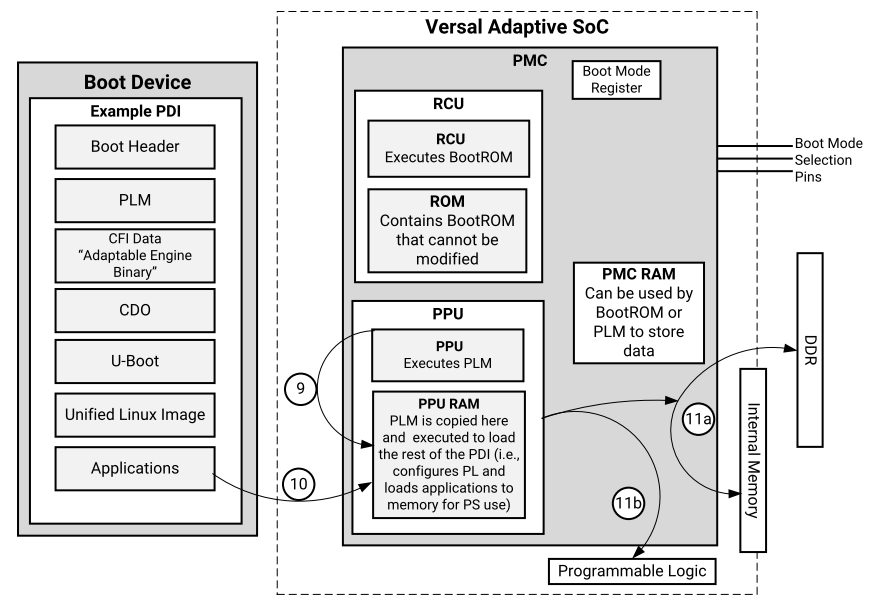 Versal Adaptive SoC
Boot Device
Example PDI
Boot Header
PLM
CFI Data
“Adaptable Engine
Binary”
CDO
U-Boot
Unified Linux Image
Applications
PMC
Boot Mode
Register
RCU
RCU
Executes BootROM
ROM
Contains BootROM
that cannot be
modified
Boot Mode
Selection
Pins
PMC RAM
Can be used by
BootROM or
PLM to store
data
PPU
PPU
Executes PLM
PPU RAM
PLM is copied here
and executed to load
the rest of the PDI (i.e.,
configures PL and
loads applications to
memory for PS use)
9
10
11a
11b
DDR
Internal Memory
Programmable Logic